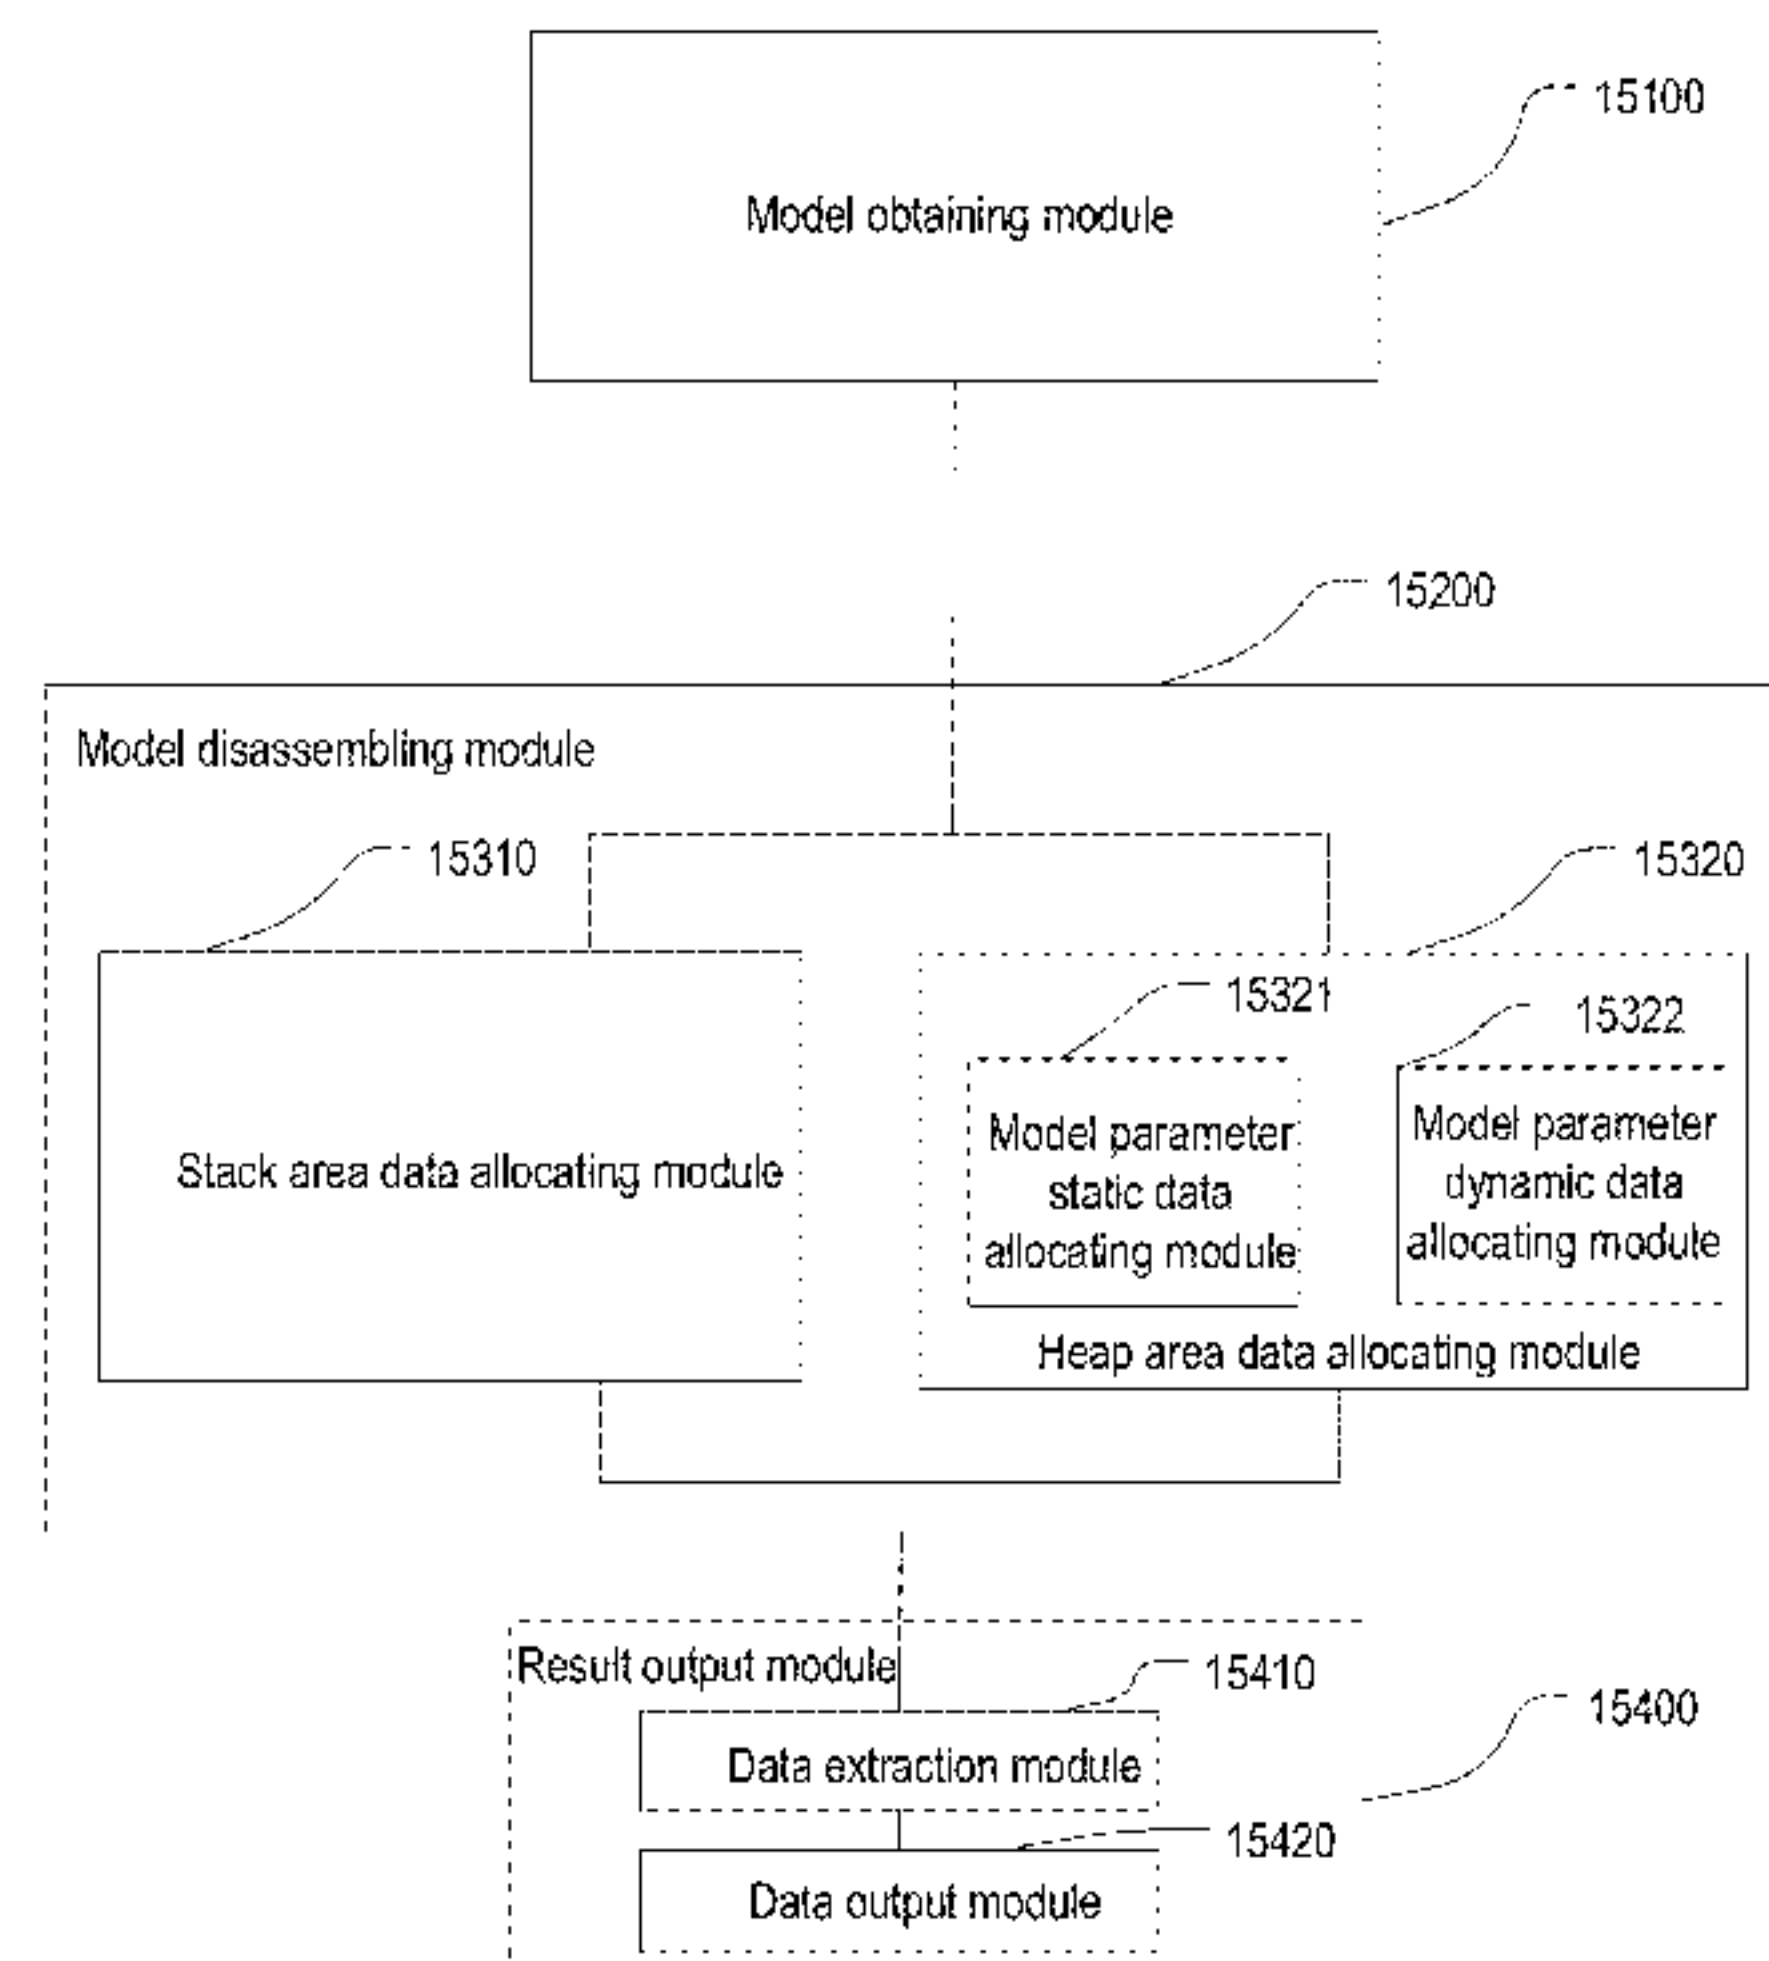 15100
Model obtaining module
15200
Model disassembling module
15310
15320
15321
15322
Stack area data allocating module
Model parameter
static data
allocating module
Model parameter
dynamic data
allocating module
Heap area data allocating module
Result output module
15410
15400
Data extraction module
15420
Data output module